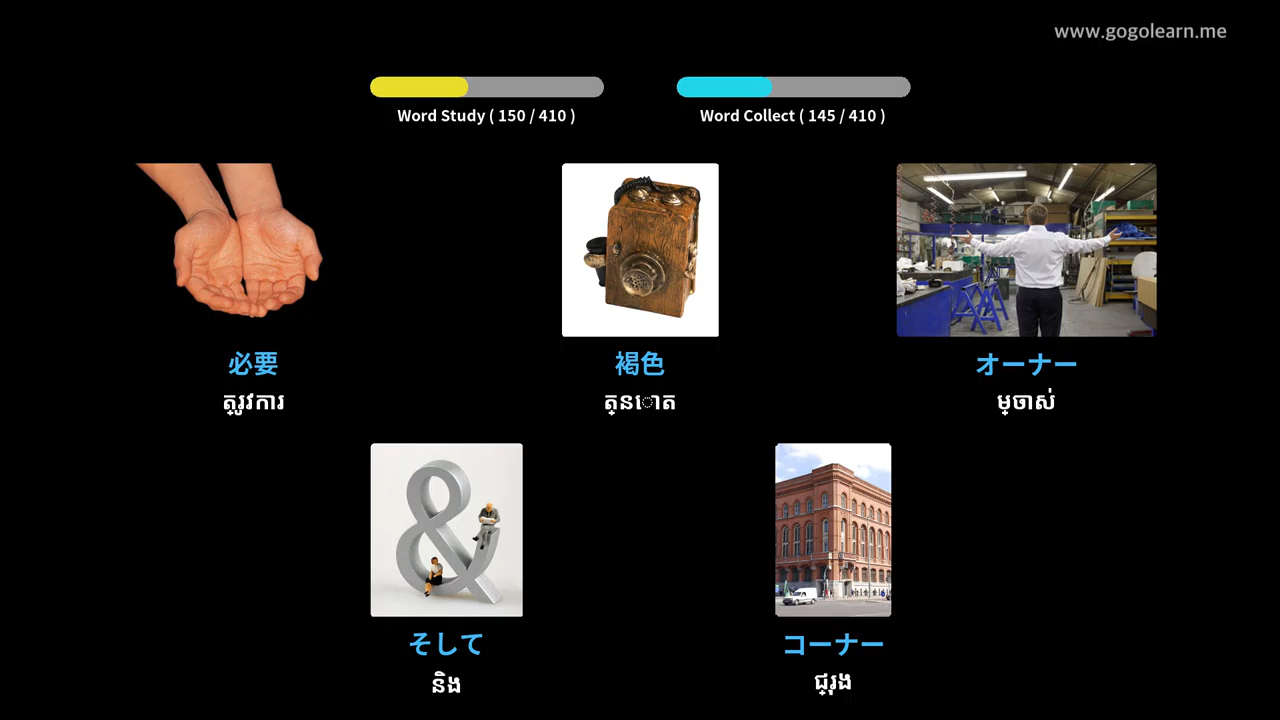 www.gogolearn.me
Word Study ( 150 / 410 )
Word Collect ( 145 / 410 )
必要
ត្រូវការ
褐色
ត្នោត
オーナー
ម្ចាស់
そして
និង
コーナー
ជ្រុង